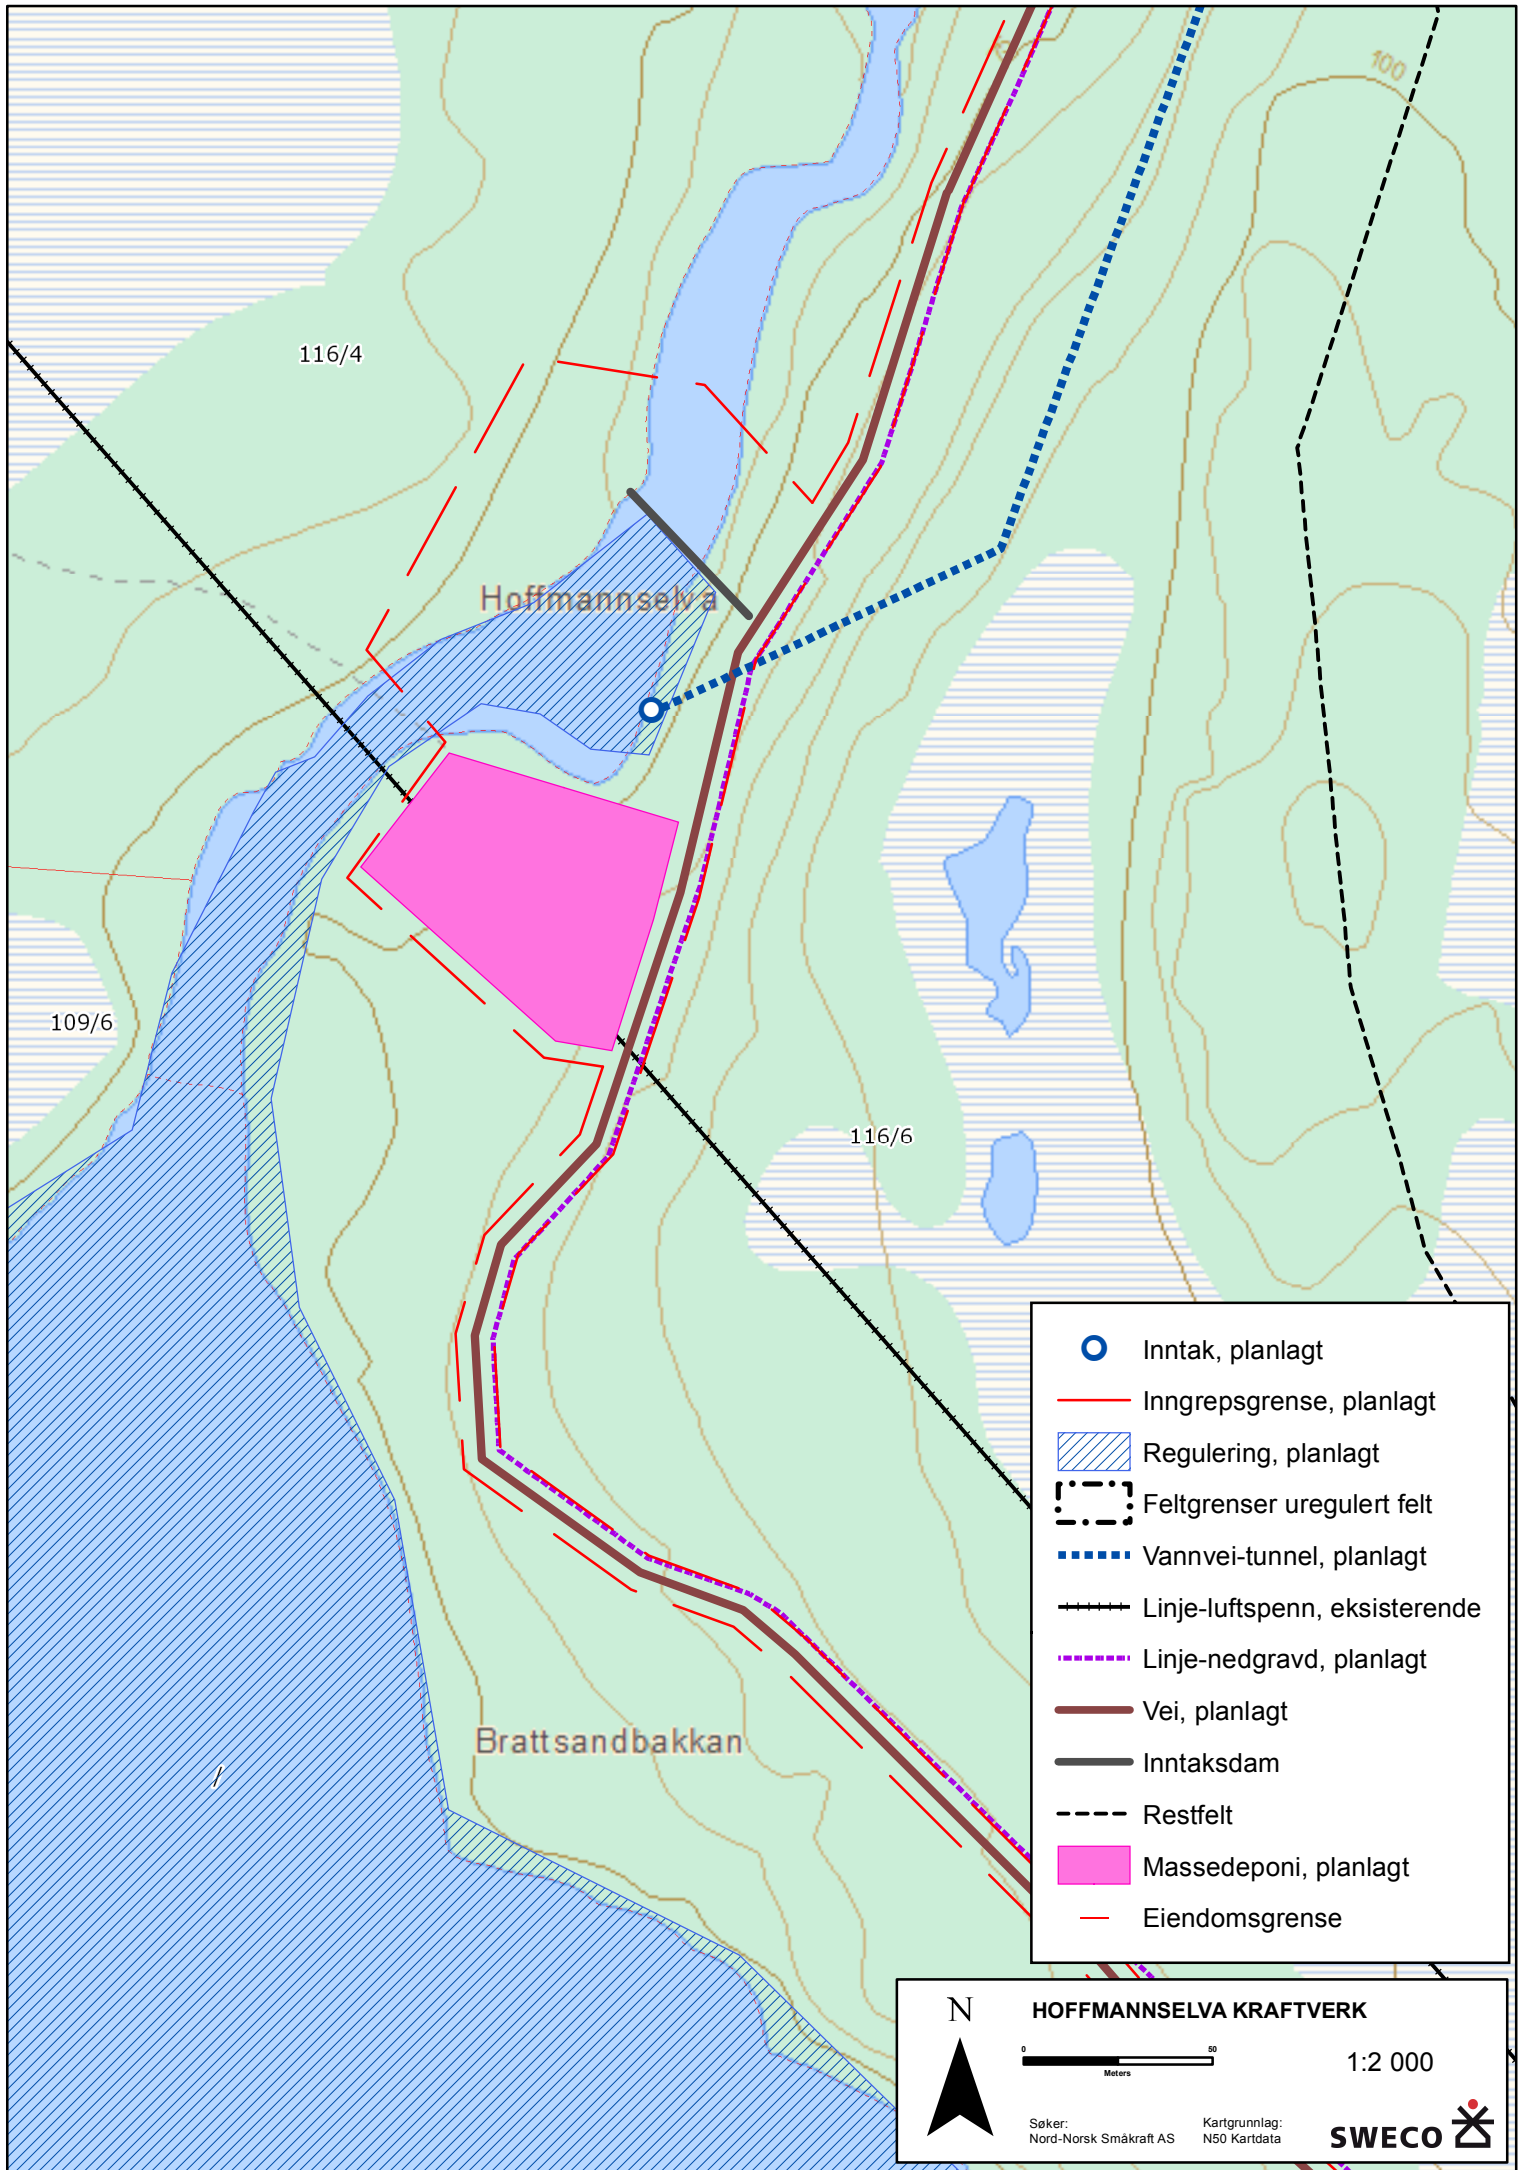 100
116/4
Hoffmannselva
109/6
116/6
Brattsandbakkan
/
Inntak, planlagt
Inngrepsgrense, planlagt
Regulering, planlagt
Feltgrenser uregulert felt
Vannvei-tunnel, planlagt
Linje-luftspenn, eksisterende
Linje-nedgravd, planlagt
Vei, planlagt
Inntaksdam
Restfelt
Massedeponi, planlagt
Eiendomsgrense
N
HOFFMANNSELVA KRAFTVERK
0 50
Meters
1:2 000
Søker:
Nord-Norsk Småkraft AS
Kartgrunnlag:
N50 Kartdata
SWECO